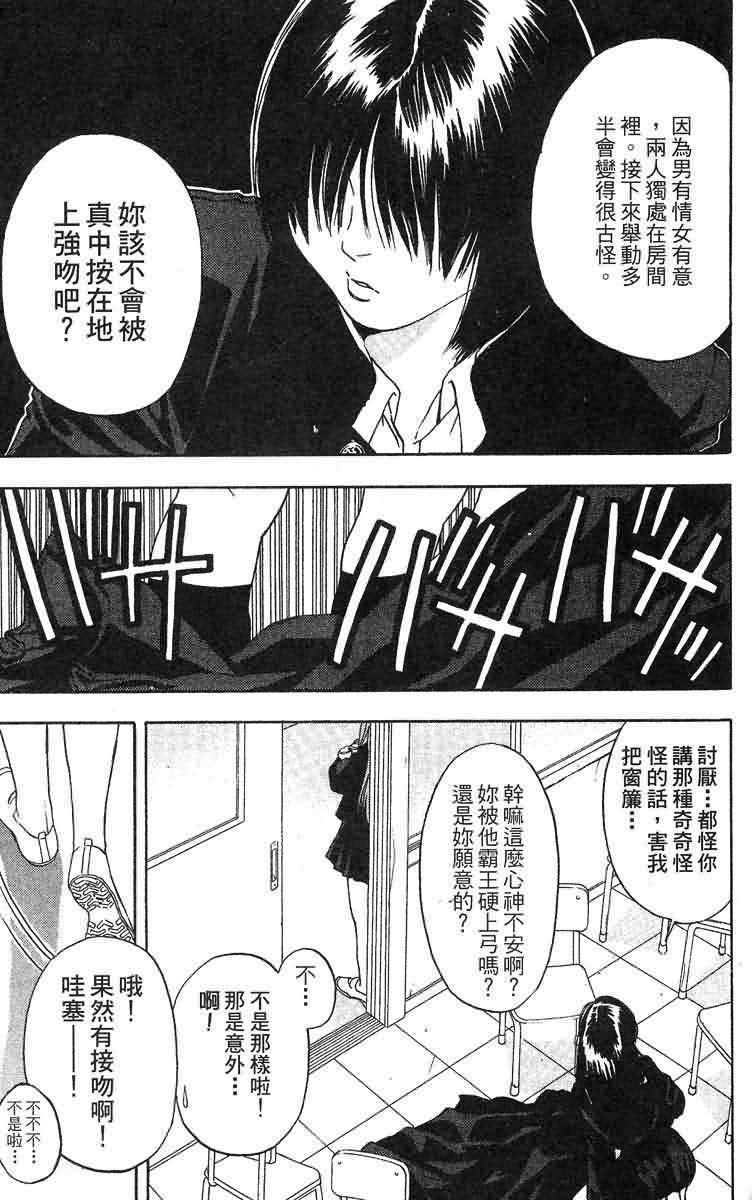 因為男有情女有意
，兩人獨處在房間
裡。接下來舉動多
半會變得很古怪。
妳該不會被
真中按在地
上強吻吧？
バサ
バサ
バサ
討厭…都怪你
講那種奇奇怪
怪的話，害我
把窗簾…
幹嘛這麼心神不安啊？
妳被他霸王硬上弓嗎？
還是妳願意的？
不…
不是那樣啦！
那是意外…
啊！
哦！
果然有接吻啊！
哇塞——！
不不不…
不是啦…